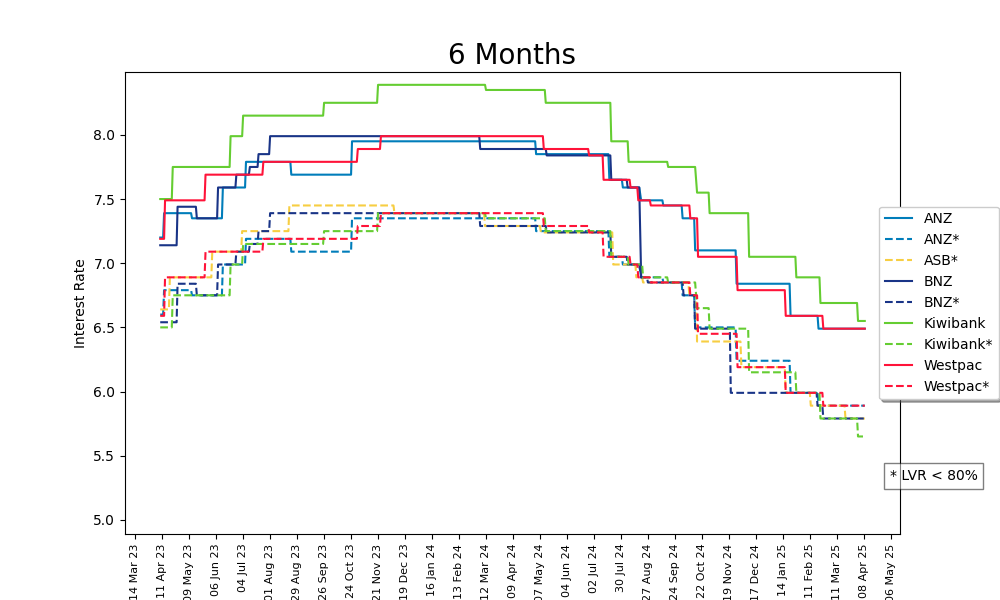 6 Months
Interest Rate
8.0
7.5
7.0
6.5
6.0
5.5
5.0
14 Mar 23
11 Apr 23
09 May 23
06 Jun 23
04 Jul 23
01 Aug 23
29 Aug 23
26 Sep 23
24 Oct 23
21 Nov 23
19 Dec 23
16 Jan 24
13 Feb 24
12 Mar 24
09 Apr 24
07 May 24
04 Jun 24
02 Jul 24
30 Jul 24
27 Aug 24
24 Sep 24
22 Oct 24
19 Nov 24
17 Dec 24
14 Jan 25
11 Feb 25
11 Mar 25
08 Apr 25
06 May 25
ANZ
ANZ*
ASB*
BNZ
BNZ*
Kiwibank
Kiwibank*
Westpac
Westpac*
* LVR < 80%